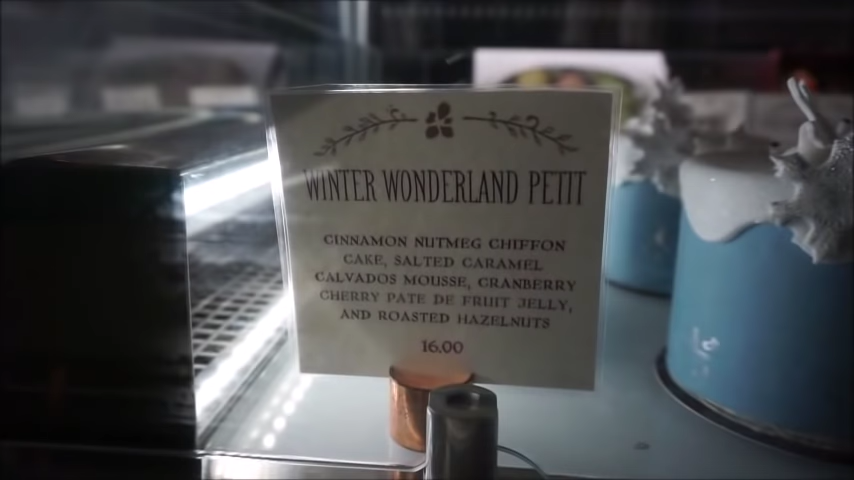 WINTER WONDERLAND PETIT
CINNAMON NUTMEG CHIFFON
CAKE, SALTED CARAMEL
CALVADOS MOUSSE, CRANBERRY
CHERRY PATE DE FRUIT JELLY,
AND ROASTED HAZELNUTS
16.00